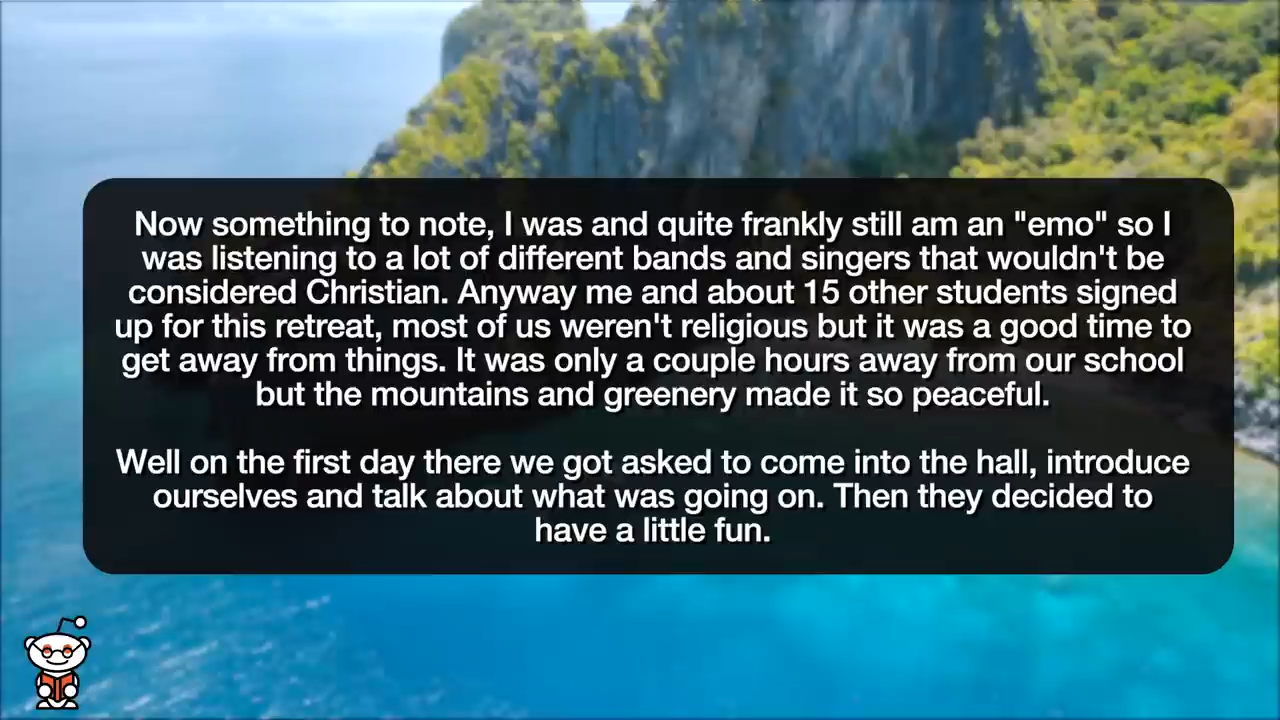 Now something to note, I was and quite frankly still am an "emo" so I
was listening to a lot of different bands and singers that wouldn't be
considered Christian. Anyway me and about 15 other students signed
up for this retreat, most of us weren't religious but it was a good time to
get away from things. It was only a couple hours away from our school
but the mountains and greenery made it so peaceful.
Well on the first day there we got asked to come into the hall, introduce
ourselves and talk about what was going on. Then they decided to
have a little fun.